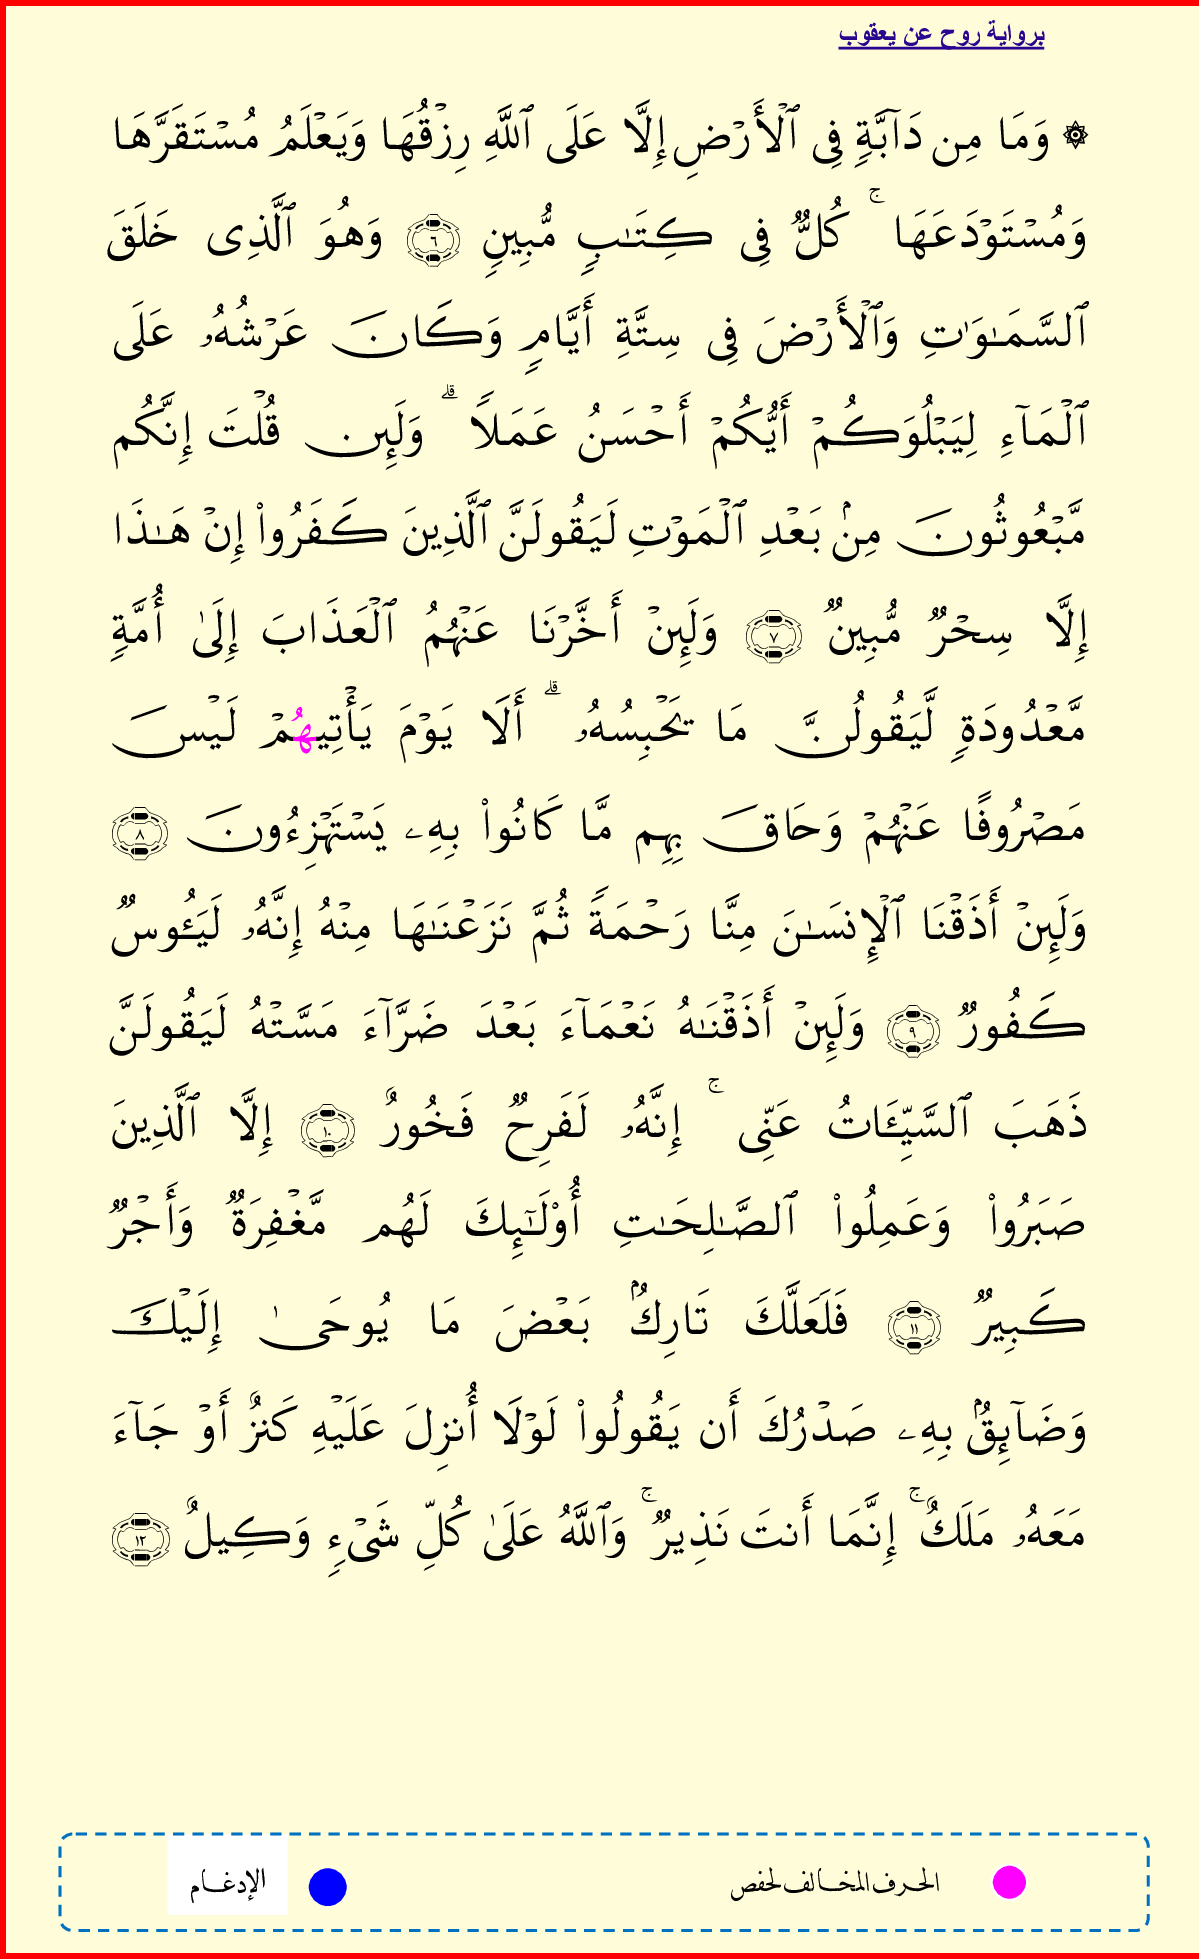 برواية روح عن يعقوب
۞ وَمَا مِن دَآبَّةٍ فِى ٱلْأَرْضِ إِلَّا عَلَى ٱللَّهِ رِزْقُهَا وَيَعْلَمُ مُسْتَقَرَّهَا
وَمُسْتَوْدَعَهَا ۚ كُلٌّ فِى كِتَٰبٍ مُّبِينٍ ٦ وَهُوَ ٱلَّذِى خَلَقَ
ٱلسَّمَٰوَٰتِ وَٱلْأَرْضَ فِى سِتَّةِ أَيَّامٍ وَكَانَ عَرْشُهُۥ عَلَى
ٱلْمَآءِ لِيَبْلُوَكُمْ أَيُّكُمْ أَحْسَنُ عَمَلًا ۗ وَلَئِن قُلْتَ إِنَّكُم
مَّبْعُوثُونَ مِنۢ بَعْدِ ٱلْمَوْتِ لَيَقُولَنَّ ٱلَّذِينَ كَفَرُوا۟ إِنْ هَٰذَا
إِلَّا سِحْرٌ مُّبِينٌ ٧ وَلَئِنْ أَخَّرْنَا عَنْهُمُ ٱلْعَذَابَ إِلَىٰٓ أُمَّةٍ
مَّعْدُودَةٍ لَّيَقُولُنَّ مَا يَحْبِسُهُۥٓ ۗ أَلَا يَوْمَ يَأْتِيهُمْ لَيْسَ
مَصْرُوفًا عَنْهُمْ وَحَاقَ بِهِم مَّا كَانُوا۟ بِهِۦ يَسْتَهْزِءُونَ ٨
وَلَئِنْ أَذَقْنَا ٱلْإِنسَٰنَ مِنَّا رَحْمَةً ثُمَّ نَزَعْنَٰهَا مِنْهُ إِنَّهُۥ لَيَـُٔوسٌ
كَفُورٌ ٩ وَلَئِنْ أَذَقْنَٰهُ نَعْمَآءَ بَعْدَ ضَرَّآءَ مَسَّتْهُ لَيَقُولَنَّ
ذَهَبَ ٱلسَّيِّـَٔاتُ عَنِّى ۚ إِنَّهُۥ لَفَرِحٌ فَخُورٌ ١٠ إِلَّا ٱلَّذِينَ
صَبَرُوا۟ وَعَمِلُوا۟ ٱلصَّٰلِحَٰتِ أُو۟لَٰٓئِكَ لَهُم مَّغْفِرَةٌ وَأَجْرٌ
كَبِيرٌ ١١ فَلَعَلَّكَ تَارِكٌۢ بَعْضَ مَا يُوحَىٰٓ إِلَيْكَ
وَضَآئِقٌۢ بِهِۦ صَدْرُكَ أَن يَقُولُوا۟ لَوْلَآ أُنزِلَ عَلَيْهِ كَنزٌ أَوْ جَآءَ
مَعَهُۥ مَلَكٌ ۚ إِنَّمَآ أَنتَ نَذِيرٌ ۚ وَٱللَّهُ عَلَىٰ كُلِّ شَىْءٍ وَكِيلٌ ١٢
الحرف المخالف لحفص
الإدغام